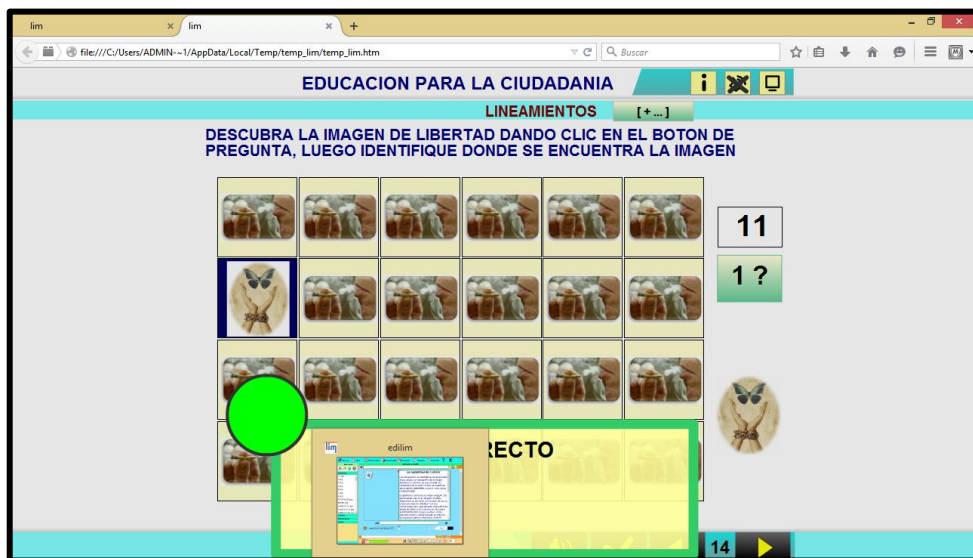 lim
lim
file:///C:/Users/ADMIN-~1/AppData/Local/Temp/temp_lim/temp_lim.htm
Buscar
EDUCACION PARA LA CIUDADANIA
i
LINEAMIENTOS [+...]
DESCUBRA LA IMAGEN DE LIBERTAD DANDO CLIC EN EL BOTON DE
PREGUNTA, LUEGO IDENTIFIQUE DONDE SE ENCUENTRA LA IMAGEN
11
1 ?
RECTO
lim
edilim
14